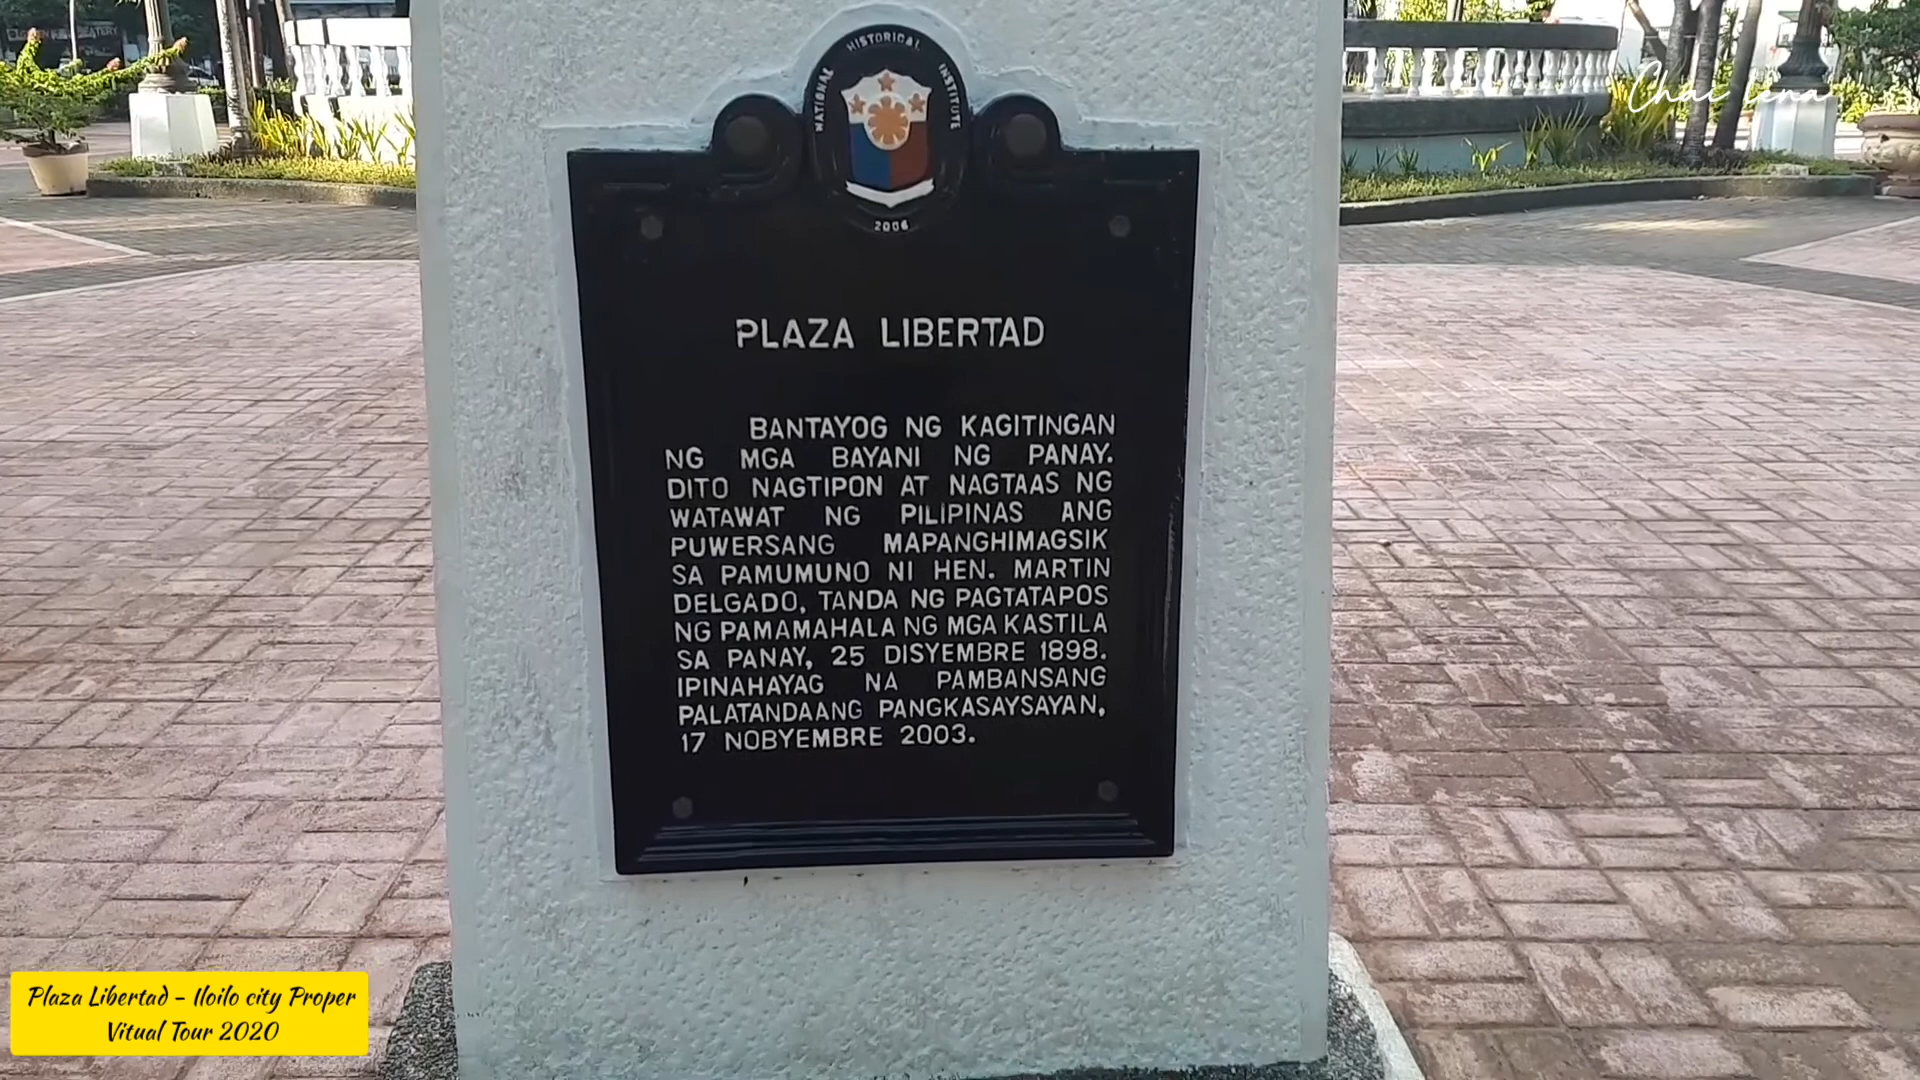 Chai Lena
NATIONAL HISTORICAL INSTITUTE
2006
PLAZA LIBERTAD
BANTAYOG NG KAGITINGAN
NG MGA BAYANI NG PANAY.
DITO NAGTIPON AT NAGTAAS NG
WATAWAT NG PILIPINAS ANG
PUWERSANG MAPANGHIMAGSIK
SA PAMUMUNO NI HEN. MARTIN
DELGADO, TANDA NG PAGTATAPOS
NG PAMAMAHALA NG MGA KASTILA
SA PANAY, 25 DISYEMBRE 1898.
IPINAHAYAG NA PAMBANSANG
PALATANDAANG PANGKASAYSAYAN,
17 NOBYEMBRE 2003.
Plaza Libertad - Iloilo city Proper
Vitual Tour 2020